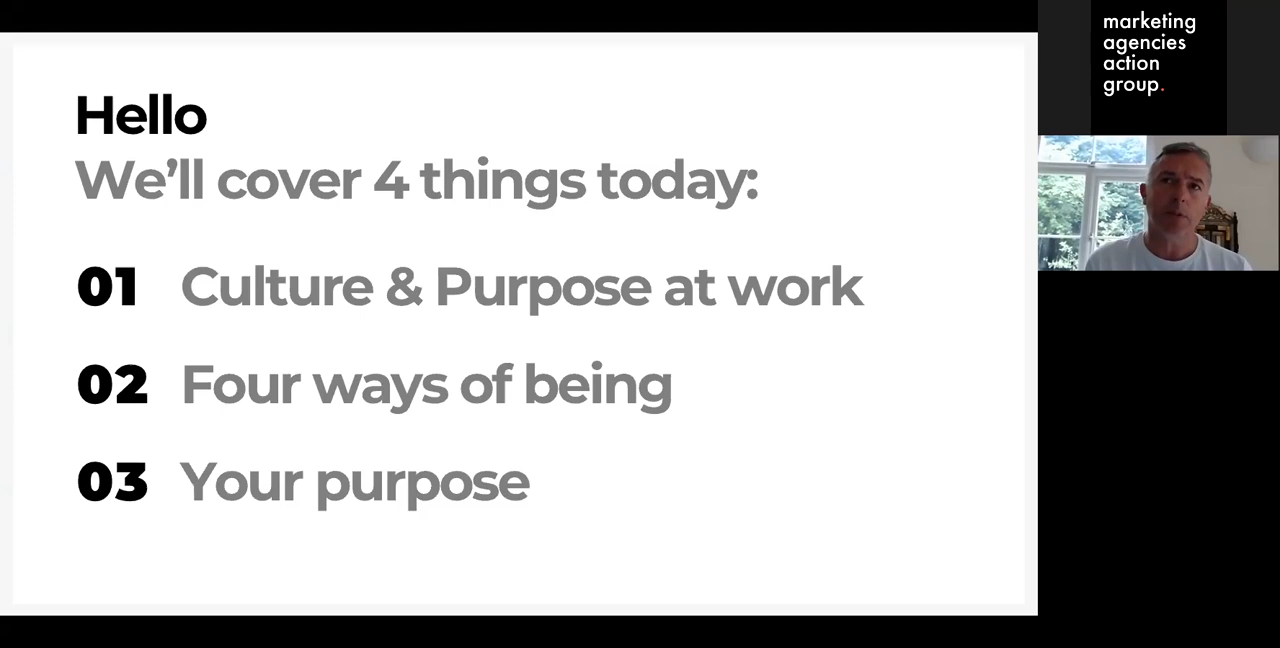 Hello
We'll cover 4 things today:
01 Culture & Purpose at work
02 Four ways of being
03 Your purpose
marketing
agencies
action
group.